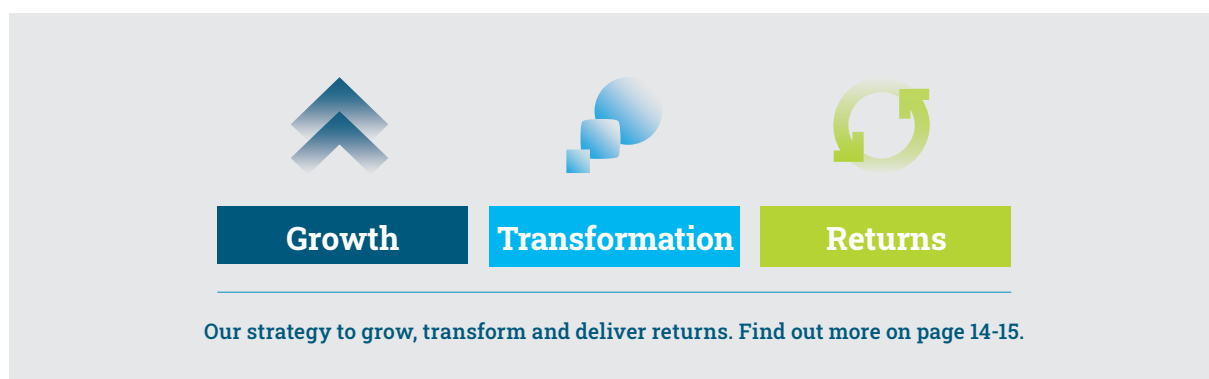 Growth
Transformation
Returns
Our strategy to grow, transform and deliver returns. Find out more on page 14-15.